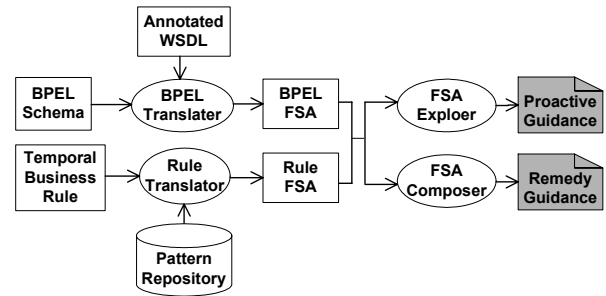 Annotated
WSDL
BPEL
Schema
BPEL
Translater
BPEL
FSA
FSA
Exploer
Proactive
Guidance
Temporal
Business
Rule
Rule
Translator
Rule
FSA
FSA
Composer
Remedy
Guidance
Pattern
Repository